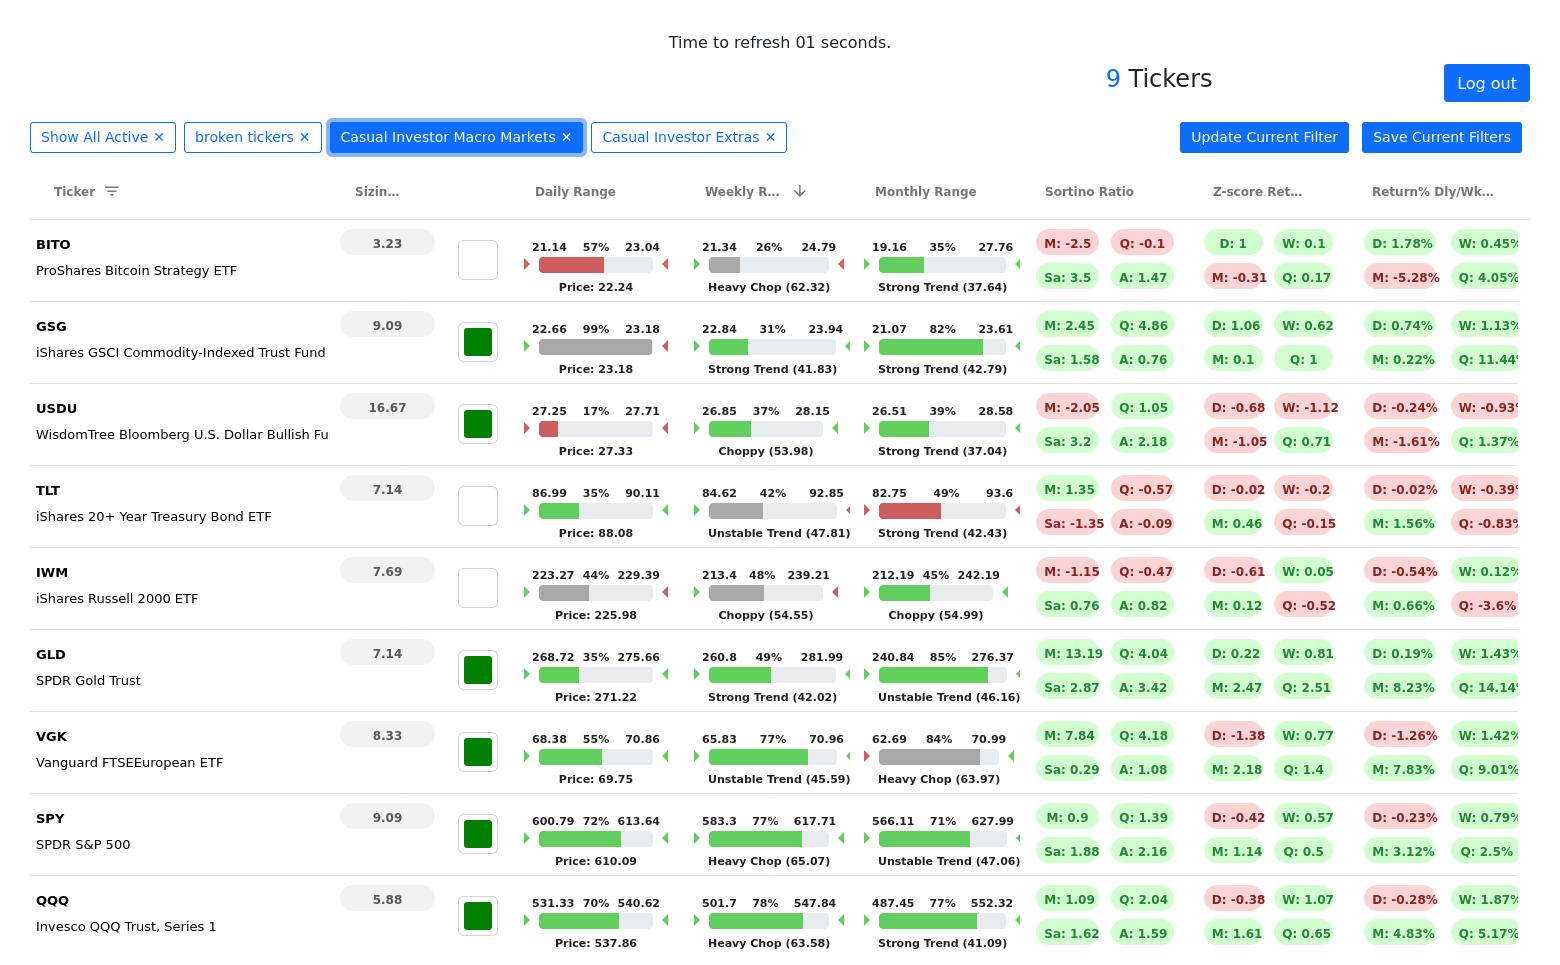 Time to refresh 01 seconds.
9 Tickers
Log out
Show All Active ✕ broken tickers ✕ Casual Investor Macro Markets ✕ Casual Investor Extras ✕ Update Current Filter Save Current Filters
Ticker Sizin... Daily Range Weekly R... Monthly Range Sortino Ratio Z-score Ret... Return% Dly/Wk...
BITO 3.23 21.14 57% 23.04 21.34 26% 24.79 19.16 35% 27.76 M: -2.5 Q: -0.1 D: 1 W: 0.1 D: 1.78% W: 0.45%
ProShares Bitcoin Strategy ETF Price: 22.24 Heavy Chop (62.32) Strong Trend (37.64) Sa: 3.5 A: 1.47 M: -0.31 Q: 0.17 M: -5.28% Q: 4.05%
GSG 9.09 22.66 99% 23.18 22.84 31% 23.94 21.07 82% 23.61 M: 2.45 Q: 4.86 D: 1.06 W: 0.62 D: 0.74% W: 1.13%
iShares GSCI Commodity-Indexed Trust Fund Price: 23.18 Strong Trend (41.83) Strong Trend (42.79) Sa: 1.58 A: 0.76 M: 0.1 Q: 1 M: 0.22% Q: 11.44%
USDU 16.67 27.25 17% 27.71 26.85 37% 28.15 26.51 39% 28.58 M: -2.05 Q: 1.05 D: -0.68 W: -1.12 D: -0.24% W: -0.93%
WisdomTree Bloomberg U.S. Dollar Bullish Fu Price: 27.33 Choppy (53.98) Strong Trend (37.04) Sa: 3.2 A: 2.18 M: -1.05 Q: 0.71 M: -1.61% Q: 1.37%
TLT 7.14 86.99 35% 90.11 84.62 42% 92.85 82.75 49% 93.6 M: 1.35 Q: -0.57 D: -0.02 W: -0.2 D: -0.02% W: -0.39%
iShares 20+ Year Treasury Bond ETF Price: 88.08 Unstable Trend (47.81) Strong Trend (42.43) Sa: -1.35 A: -0.09 M: 0.46 Q: -0.15 M: 1.56% Q: -0.83%
IWM 7.69 223.27 44% 229.39 213.4 48% 239.21 212.19 45% 242.19 M: -1.15 Q: -0.47 D: -0.61 W: 0.05 D: -0.54% W: 0.12%
iShares Russell 2000 ETF Price: 225.98 Choppy (54.55) Choppy (54.99) Sa: 0.76 A: 0.82 M: 0.12 Q: -0.52 M: 0.66% Q: -3.6%
GLD 7.14 268.72 35% 275.66 260.8 49% 281.99 240.84 85% 276.37 M: 13.19 Q: 4.04 D: 0.22 W: 0.81 D: 0.19% W: 1.43%
SPDR Gold Trust Price: 271.22 Strong Trend (42.02) Unstable Trend (46.16) Sa: 2.87 A: 3.42 M: 2.47 Q: 2.51 M: 8.23% Q: 14.14%
VGK 8.33 68.38 55% 70.86 65.83 77% 70.96 62.69 84% 70.99 M: 7.84 Q: 4.18 D: -1.38 W: 0.77 D: -1.26% W: 1.42%
Vanguard FTSEEuropean ETF Price: 69.75 Unstable Trend (45.59) Heavy Chop (63.97) Sa: 0.29 A: 1.08 M: 2.18 Q: 1.4 M: 7.83% Q: 9.01%
SPY 9.09 600.79 72% 613.64 583.3 77% 617.71 566.11 71% 627.99 M: 0.9 Q: 1.39 D: -0.42 W: 0.57 D: -0.23% W: 0.79%
SPDR S&P 500 Price: 610.09 Heavy Chop (65.07) Unstable Trend (47.06) Sa: 1.88 A: 2.16 M: 1.14 Q: 0.5 M: 3.12% Q: 2.5%
QQQ 5.88 531.33 70% 540.62 501.7 78% 547.84 487.45 77% 552.32 M: 1.09 Q: 2.04 D: -0.38 W: 1.07 D: -0.28% W: 1.87%
Invesco QQQ Trust, Series 1 Price: 537.86 Heavy Chop (63.58) Strong Trend (41.09) Sa: 1.62 A: 1.59 M: 1.61 Q: 0.65 M: 4.83% Q: 5.17%